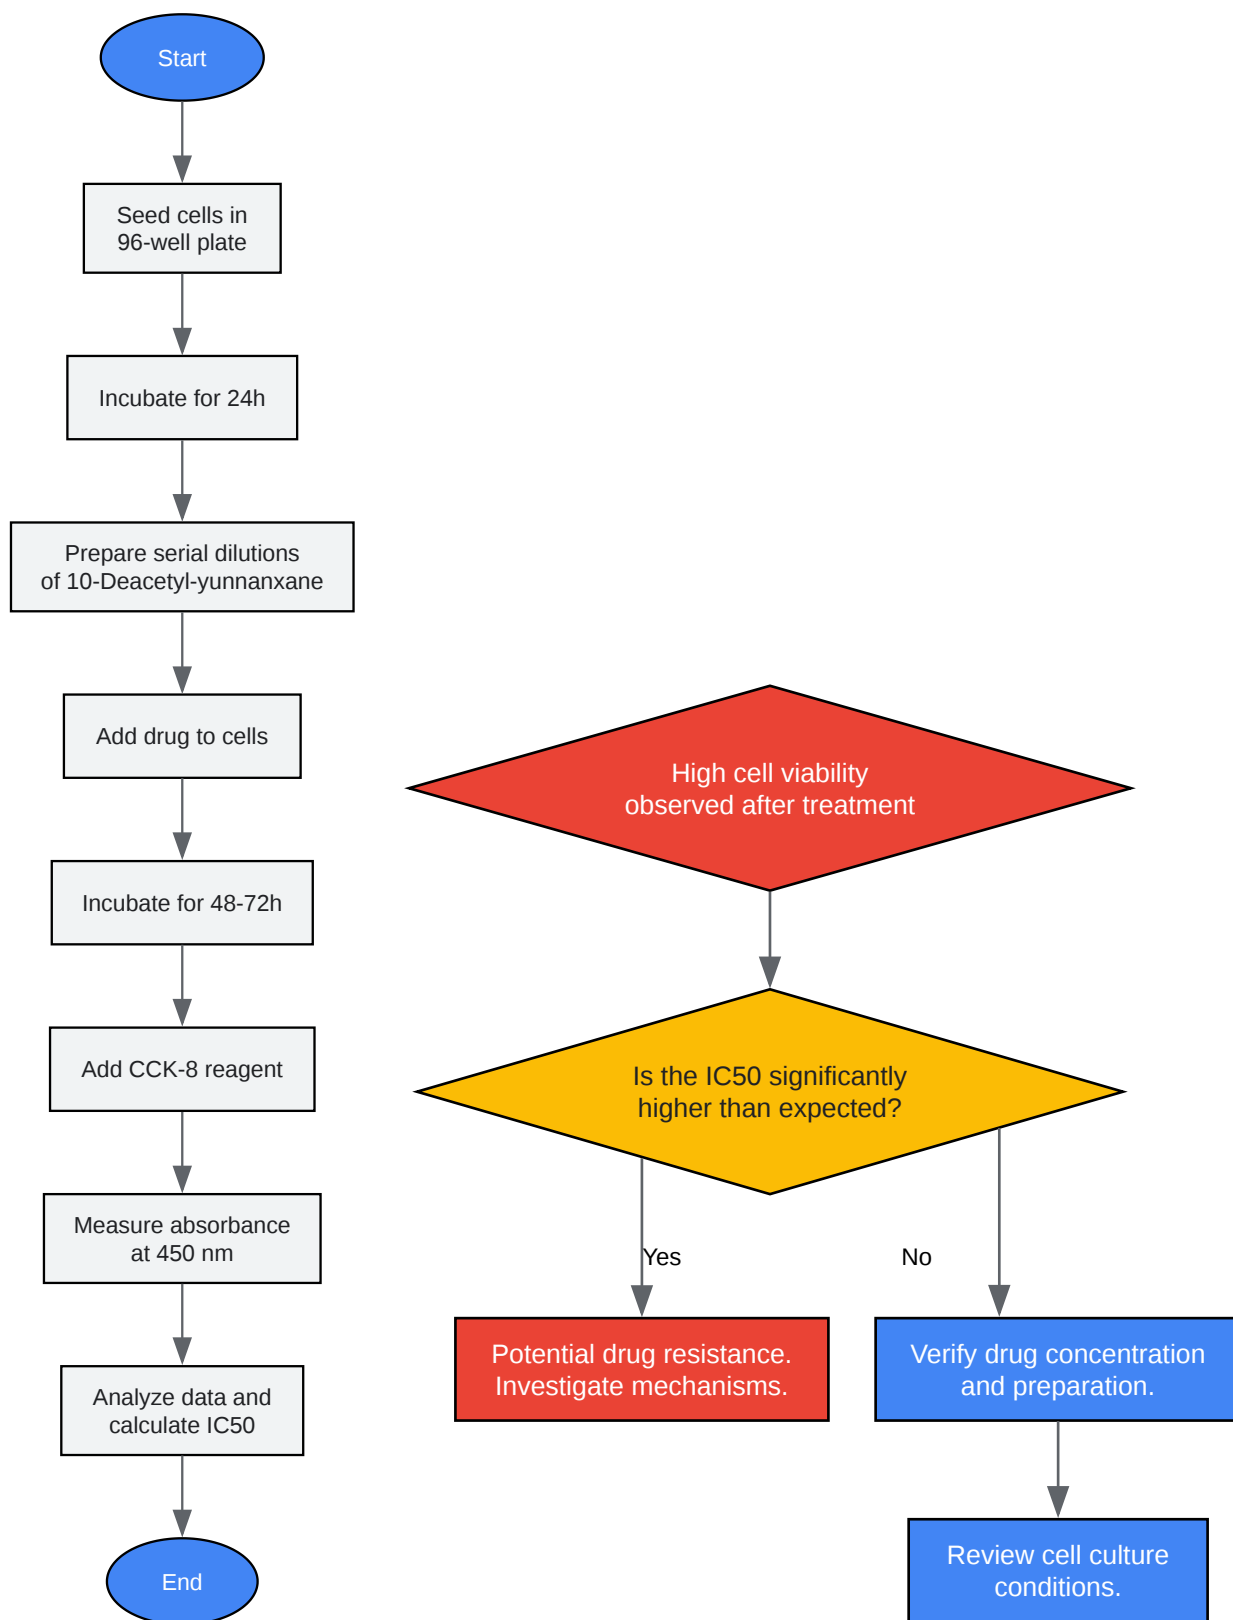 Start
Seed cells in
96-well plate
Incubate for 24h
Prepare serial dilutions
of 10-Deacetyl-yunnanxane
Add drug to cells
Incubate for 48-72h
Add CCK-8 reagent
Measure absorbance
at 450 nm
Analyze data and
calculate IC50
End
High cell viability
observed after treatment
Is the IC50 significantly
higher than expected?
Yes
No
Potential drug resistance.
Investigate mechanisms.
Verify drug concentration
and preparation.
Review cell culture
conditions.